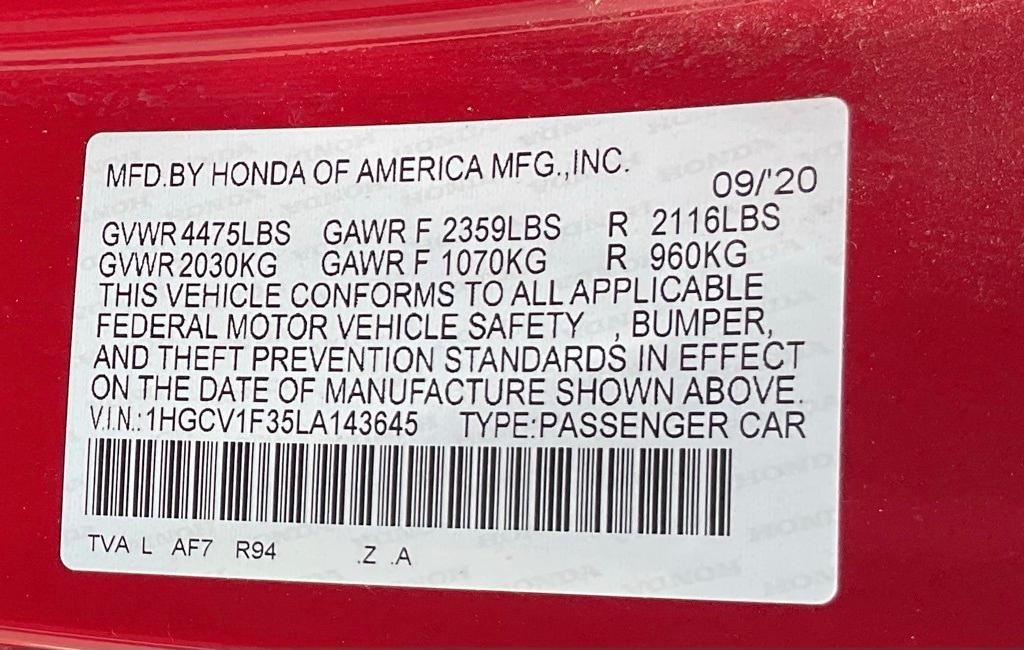 MFD.BY HONDA OF AMERICA MFG.,INC.
09/'20
GVWR 4475LBS GAWR F 2359LBS R 2116LBS
GVWR 2030KG GAWR F 1070KG R 960KG
THIS VEHICLE CONFORMS TO ALL APPLICABLE
FEDERAL MOTOR VEHICLE SAFETY , BUMPER,
AND THEFT PREVENTION STANDARDS IN EFFECT
ON THE DATE OF MANUFACTURE SHOWN ABOVE.
V.I.N.:1HGCV1F35LA143645 TYPE:PASSENGER CAR
TVA L AF7 R94 .Z .A